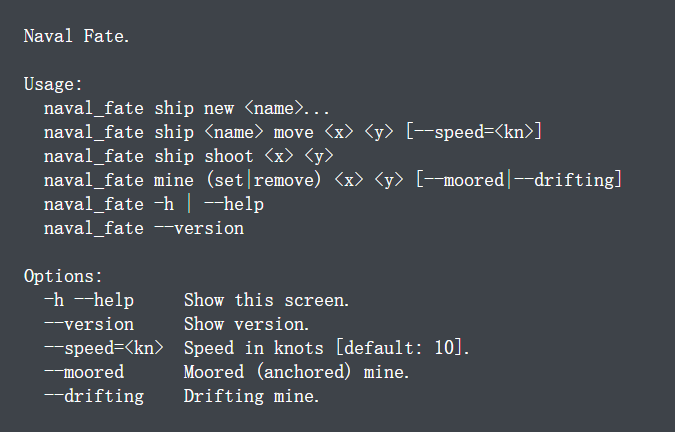 Naval Fate.

Usage:
  naval_fate ship new <name>...
  naval_fate ship <name> move <x> <y> [--speed=<kn>]
  naval_fate ship shoot <x> <y>
  naval_fate mine (set|remove) <x> <y> [--moored|--drifting]
  naval_fate -h | --help
  naval_fate --version

Options:
  -h --help     Show this screen.
  --version     Show version.
  --speed=<kn>  Speed in knots [default: 10].
  --moored      Moored (anchored) mine.
  --drifting    Drifting mine.